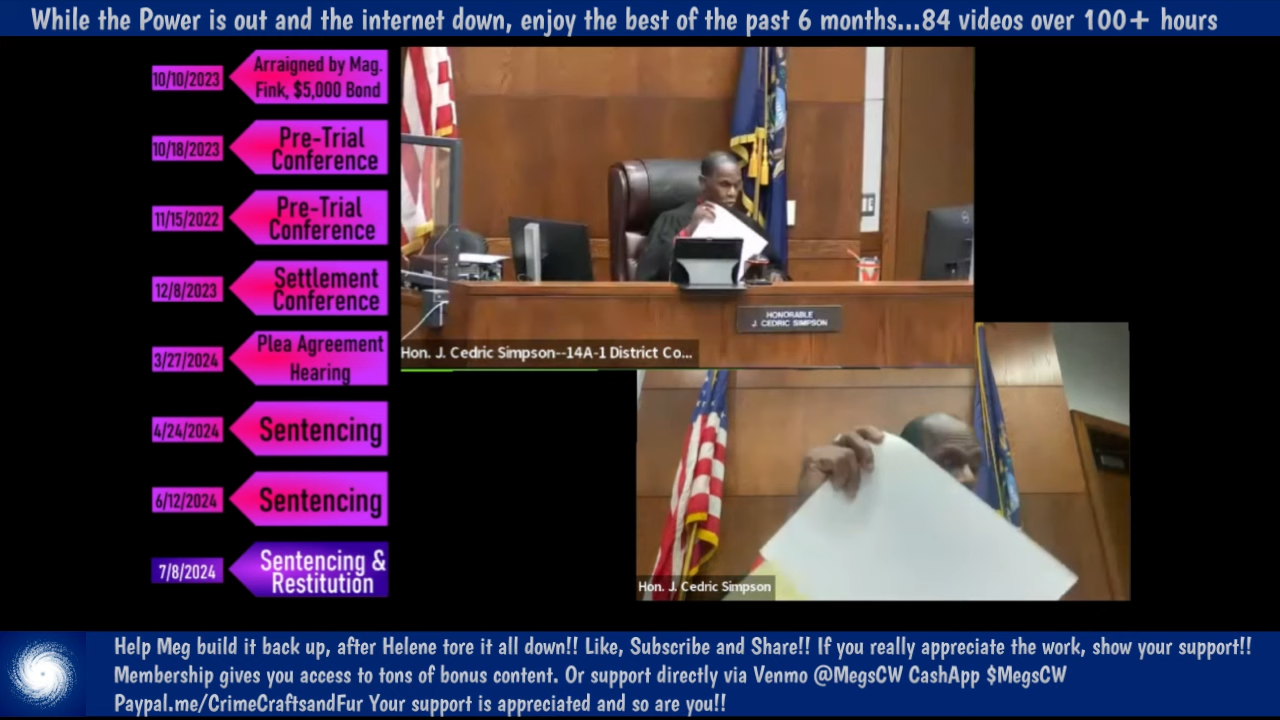 While the Power is out and the internet down, enjoy the best of the past 6 months...84 videos over 100+ hours
10/10/2023
Arraigned by Mag.
Fink, $5,000 Bond
10/18/2023
Pre-Trial
Conference
11/15/2022
Pre-Trial
Conference
12/8/2023
Settlement
Conference
3/27/2024
Plea Agreement
Hearing
4/24/2024
Sentencing
6/12/2024
Sentencing
7/8/2024
Sentencing &
Restitution
HONORABLE
J. CEDRIC SIMPSON
Hon. J. Cedric Simpson--14A-1 District Co...
Hon. J. Cedric Simpson
Help Meg build it back up, after Helene tore it all down!! Like, Subscribe and Share!! If you really appreciate the work, show your support!!
Membership gives you access to tons of bonus content. Or support directly via Venmo @MegsCW CashApp $MegsCW
Paypal.me/CrimeCraftsandFur Your support is appreciated and so are you!!